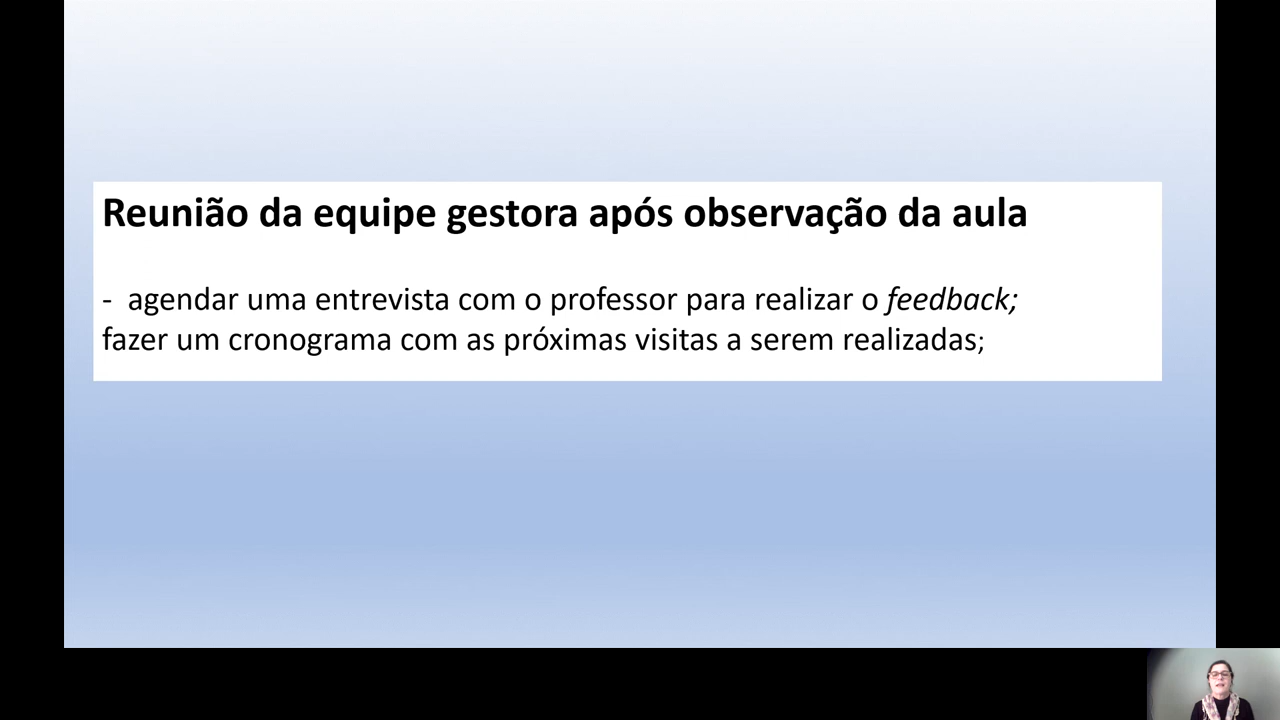 Reunião da equipe gestora após observação da aula
- agendar uma entrevista com o professor para realizar o feedback;
fazer um cronograma com as próximas visitas a serem realizadas;